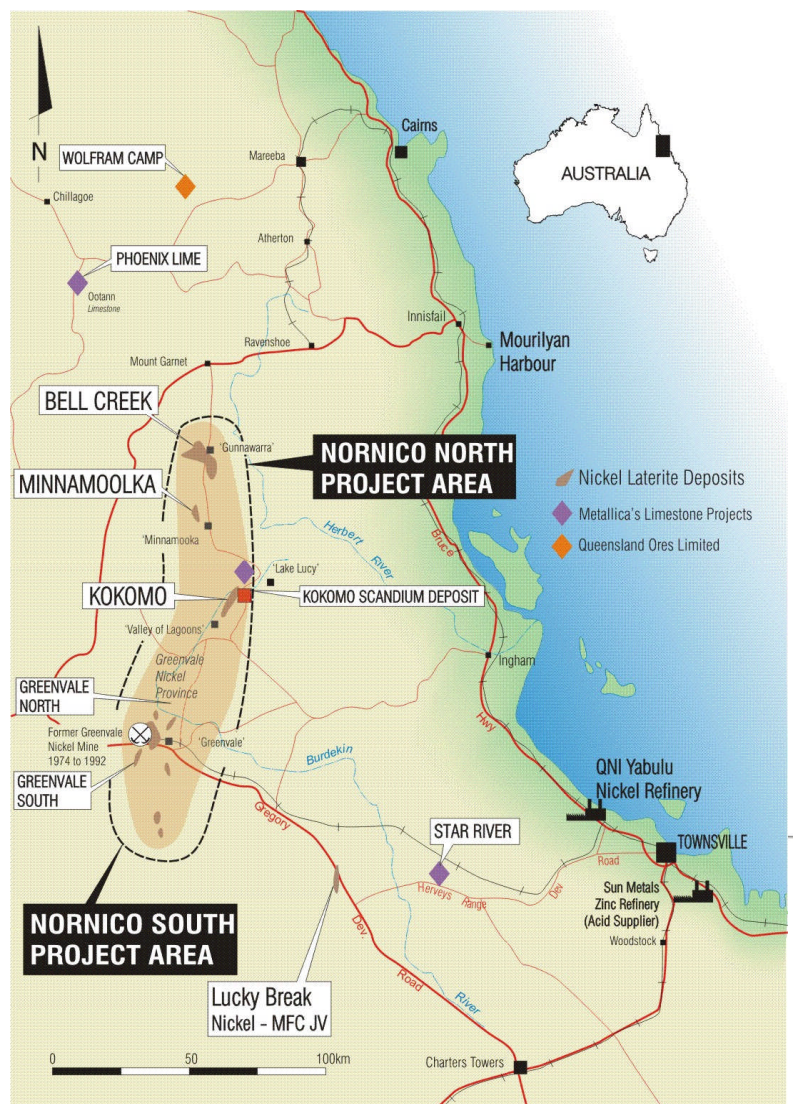 Cairns
N
WOLFRAM CAMP
Mareeba
AUSTRALIA
Chillagoe
Atherton
PHOENIX LIME
Ootann
Limestone
Innisfail
Ravenshoe
Mourilyan
Harbour
Mount Garnet
BELL CREEK
'Gunnawarra'
NORNICO NORTH
PROJECT AREA
Nickel Laterite Deposits
MINNAMOOLKA
Metallica's Limestone Projects
'Minnamooka'
Herbert
River
Bruce
Queensland Ores Limited
'Lake Lucy'
KOKOMO
KOKOMO SCANDIUM DEPOSIT
'Valley of Lagoons'
Greenvale
Nickel
Province
Ingham
GREENVALE
NORTH
Hwy
Former Greenvale
Nickel Mine
1974 to 1992
'Greenvale'
Burdekin
GREENVALE
SOUTH
QNI Yabulu
Nickel Refinery
Gregory
STAR RIVER
TOWNSVILLE
Road
Herveys
Range
Dev
Sun Metals
Zinc Refinery
(Acid Supplier)
NORNICO SOUTH
PROJECT AREA
Dev.
Woodstock
Road
River
Lucky Break
Nickel - MFC JV
0
50
100km
Charters Towers